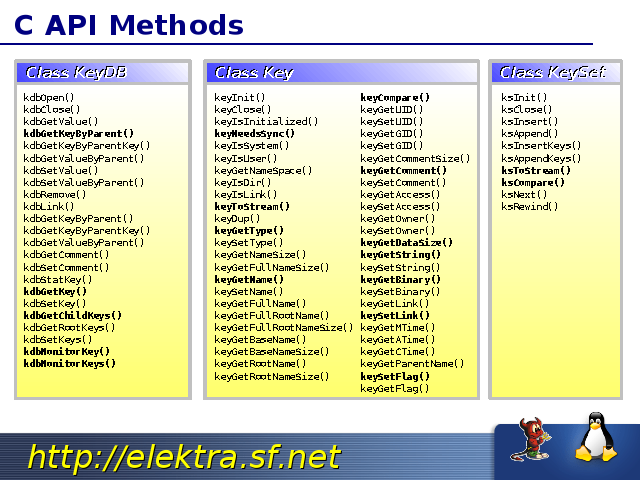 C API Methods
Class KeyDB
kdbOpen()
kdbClose()
kdbGetValue()
kdbGetKeyByParent()
kdbGetKeyByParentKey()
kdbGetValueByParent()
kdbSetValue()
kdbSetValueByParent()
kdbRemove()
kdbLink()
kdbGetKeyByParent()
kdbGetKeyByParentKey()
kdbGetValueByParent()
kdbGetComment()
kdbSetComment()
kdbStatKey()
kdbGetKey()
kdbSetKey()
kdbGetChildKeys()
kdbGetRootKeys()
kdbSetKeys()
kdbMonitorKey()
kdbMonitorKeys()
Class Key
keyInit()
keyClose()
keyIsInitialized()
keyNeedsSync()
keyIsSystem()
keyIsUser()
keyGetNameSpace()
keyIsDir()
keyIsLink()
keyToStream()
keyDup()
keyGetType()
keySetType()
keyGetNameSize()
keyGetFullNameSize()
keyGetName()
keySetName()
keyGetFullName()
keyGetFullRootName()
keyGetFullRootNameSize()
keyGetBaseName()
keyGetBaseNameSize()
keyGetRootName()
keyGetRootNameSize()
keyCompare()
keyGetUID()
keySetUID()
keyGetGID()
keySetGID()
keyGetCommentSize()
keyGetComment()
keySetComment()
keyGetAccess()
keySetAccess()
keyGetOwner()
keySetOwner()
keyGetDataSize()
keyGetString()
keySetString()
keyGetBinary()
keySetBinary()
keyGetLink()
keySetLink()
keyGetMTime()
keyGetATime()
keyGetCTime()
keyGetParentName()
keySetFlag()
keyGetFlag()
Class KeySet
ksInit()
ksClose()
ksInsert()
ksAppend()
ksInsertKeys()
ksAppendKeys()
ksToStream()
ksCompare()
ksNext()
ksRewind()
http://elektra.sf.net